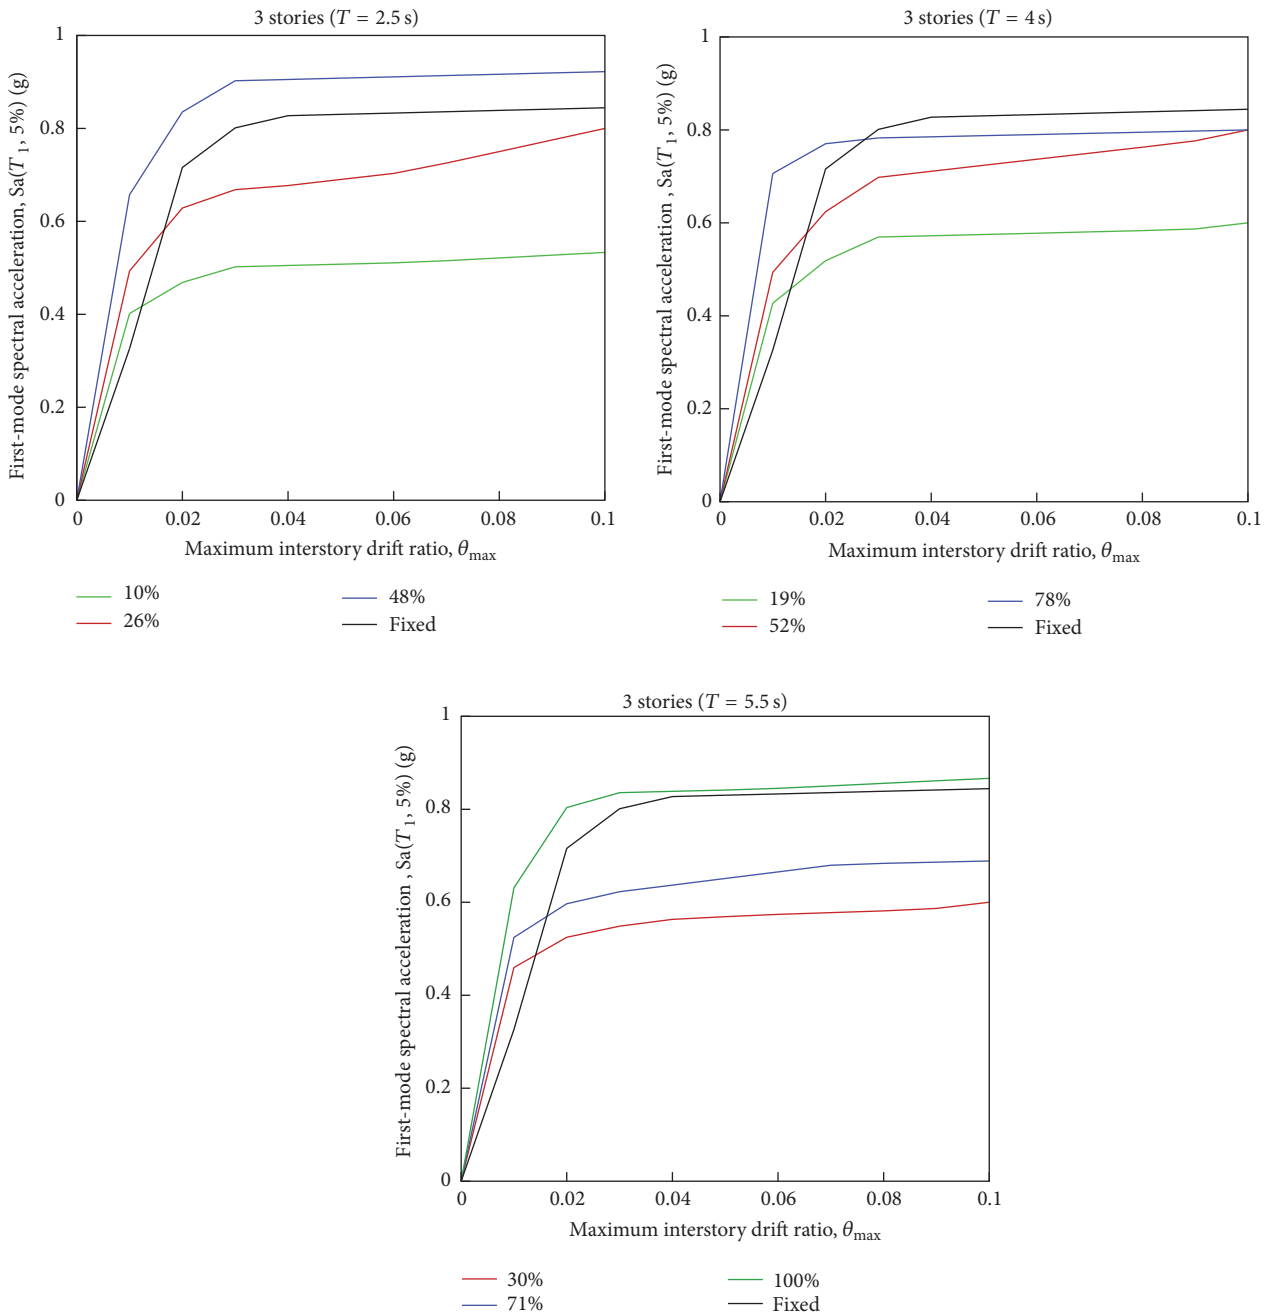 3 stories (T = 2.5 s)
First-mode spectral acceleration, Sa(T1, 5%) (g)
1
0.8
0.6
0.4
0.2
0
0 0.02 0.04 0.06 0.08 0.1
Maximum interstory drift ratio, θmax
10% 48%
26% Fixed
3 stories (T = 4 s)
First-mode spectral acceleration , Sa(T1, 5%) (g)
1
0.8
0.6
0.4
0.2
0
0 0.02 0.04 0.06 0.08 0.1
Maximum interstory drift ratio, θmax
19% 78%
52% Fixed
3 stories (T = 5.5 s)
First-mode spectral acceleration , Sa(T1, 5%) (g)
1
0.8
0.6
0.4
0.2
0
0 0.02 0.04 0.06 0.08 0.1
Maximum interstory drift ratio, θmax
30% 100%
71% Fixed